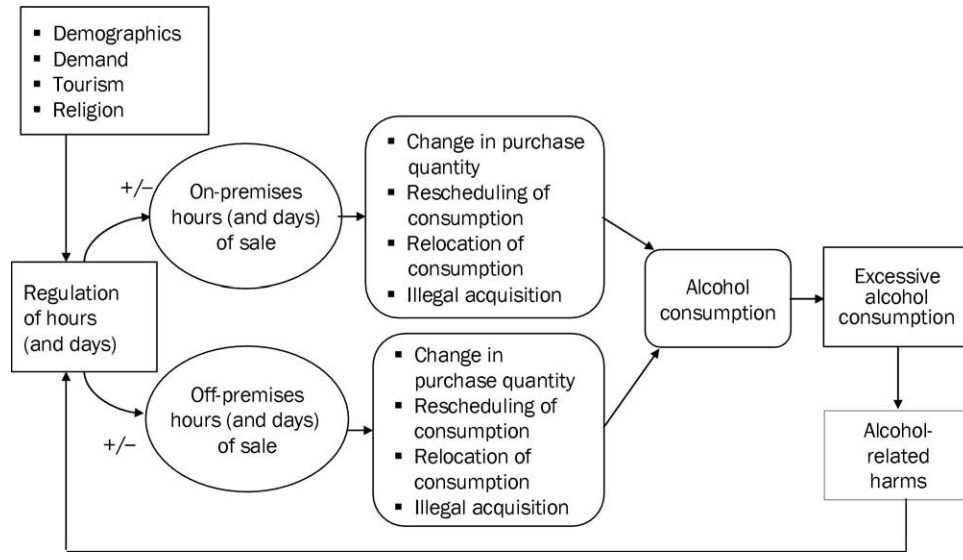 ▪ Demographics
▪ Demand
▪ Tourism
▪ Religion
+/–
On-premises
hours (and days)
of sale
▪ Change in purchase
quantity
▪ Rescheduling of
consumption
▪ Relocation of
consumption
▪ Illegal acquisition
Regulation
of hours
(and days)
Alcohol
consumption
Excessive
alcohol
consumption
+/–
Off-premises
hours (and days)
of sale
▪ Change in
purchase quantity
▪ Rescheduling of
consumption
▪ Relocation of
consumption
▪ Illegal acquisition
Alcohol-
related
harms